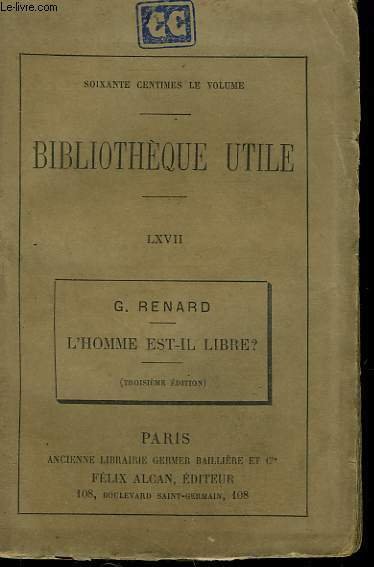 Le-livre.com
CC
SOIXANTE CENTIMES LE VOLUME
BIBLIOTHÈQUE UTILE
LXVII
G. RENARD
L'HOMME EST-IL LIBRE?
(TROISIÈME ÉDITION)
PARIS
ANCIENNE LIBRAIRIE GERMER BAILLIÈRE ET Cie
FÉLIX ALCAN, ÉDITEUR
108, BOULEVARD SAINT-GERMAIN, 108